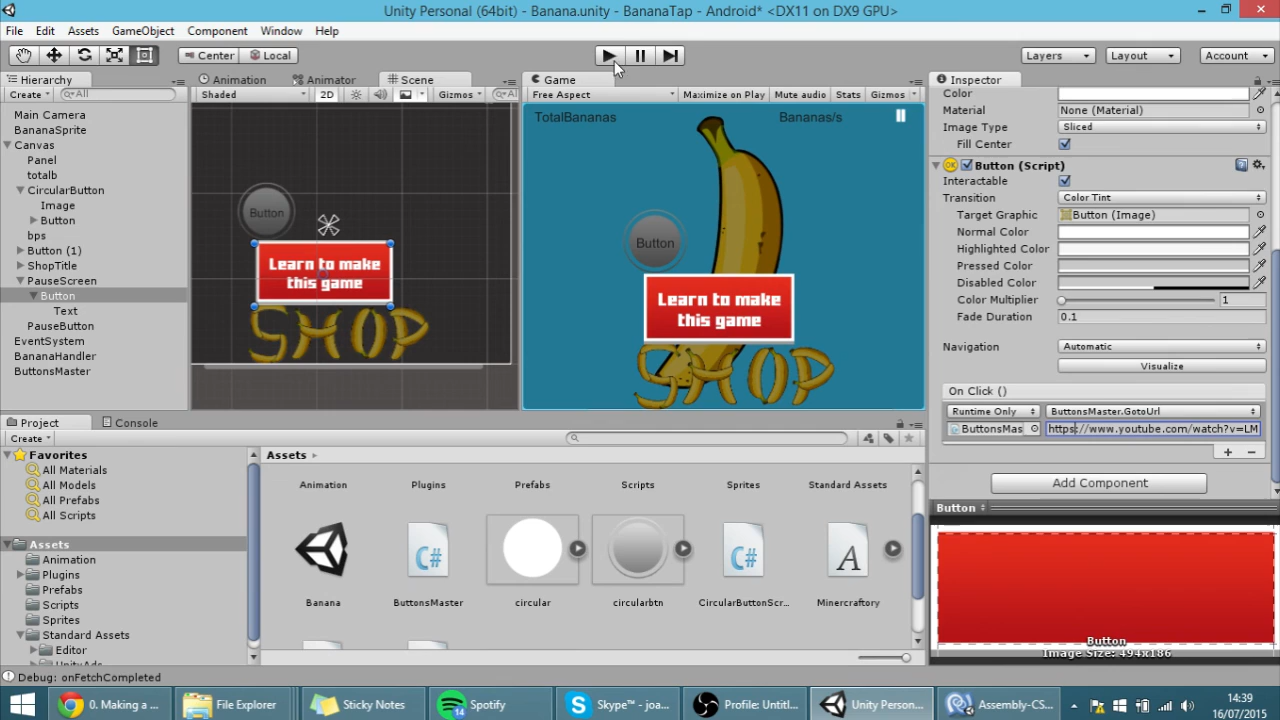 Unity Personal (64bit) - Banana.unity - BananaTap - Android* <DX11 on DX9 GPU>
File Edit Assets GameObject Component Window Help
Center Local Layers Layout Account
Hierarchy
Create All
Main Camera
BananaSprite
Canvas
Panel
totalb
CircularButton
Image
Button
bps
Button (1)
ShopTitle
PauseScreen
Button
Text
PauseButton
EventSystem
BananaHandler
ButtonsMaster
Animation Animator Scene
Shaded 2D Gizmos All
Button
Learn to make
this game
SHOP
Game
Free Aspect Maximize on Play Mute audio Stats Gizmos
TotalBananas Bananas/s
Button
Learn to make
this game
SHOP
Inspector
Color
Material None (Material)
Image Type Sliced
Fill Center
Button (Script)
Interactable
Transition Color Tint
Target Graphic Button (Image)
Normal Color
Highlighted Color
Pressed Color
Disabled Color
Color Multiplier 1
Fade Duration 0.1
Navigation Automatic
Visualize
On Click ()
Runtime Only ButtonsMaster.GotoUrl
ButtonsMas https://www.youtube.com/watch?v=LM
Add Component
Button
Button
Image Size: 494x186
Project Console
Create
Favorites
All Materials
All Models
All Prefabs
All Scripts
Assets
Animation
Plugins
Prefabs
Scripts
Sprites
Standard Assets
Editor
UnityAds
Assets
Animation Plugins Prefabs Scripts Sprites Standard Assets
C# C# A
Banana ButtonsMaster circular circularbtn CircularButtonScr... Minercraftory
Debug: onFetchCompleted
0. Making a ... File Explorer Sticky Notes Spotify 14 Skype™ - joa... Profile: Untitl... Unity Person... Assembly-CS...
14:39
16/07/2015